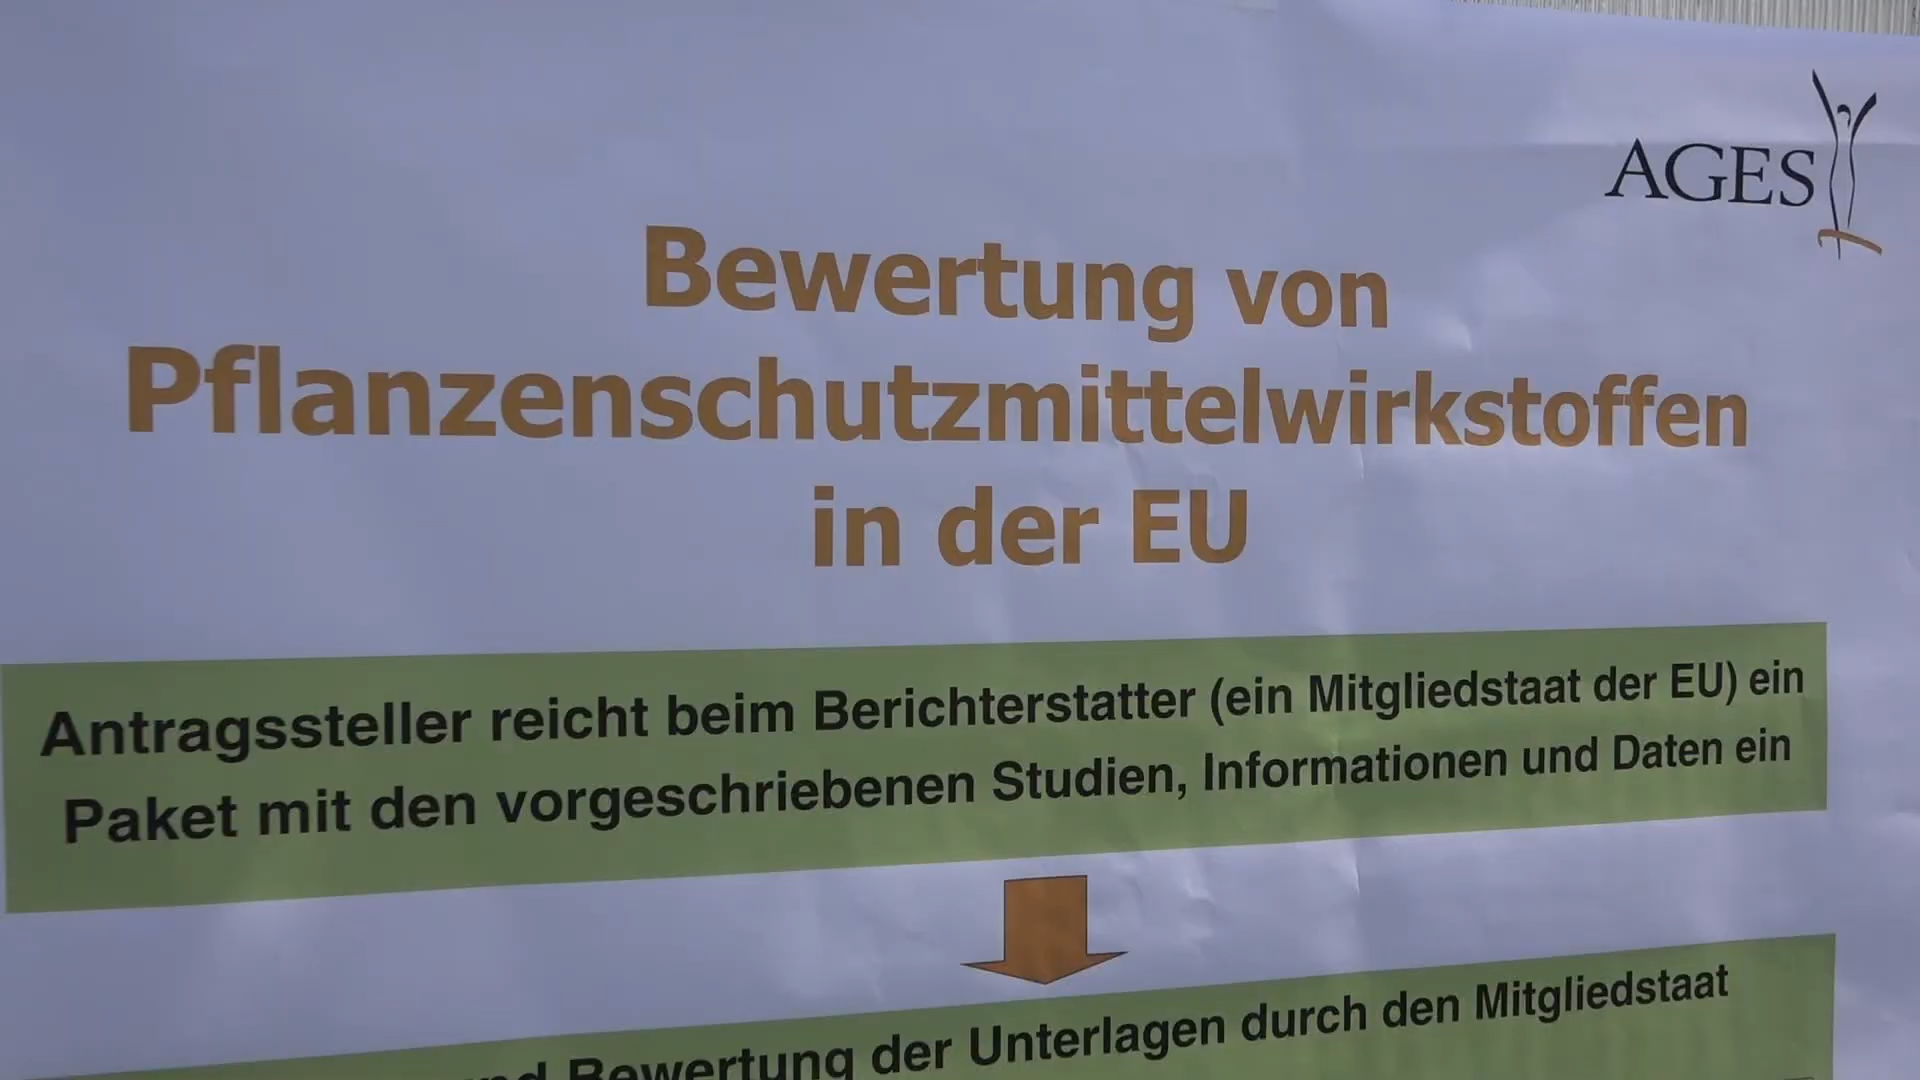 AGES
Bewertung von
Pflanzenschutzmittelwirkstoffen
in der EU
Antragssteller reicht beim Berichterstatter (ein Mitgliedstaat der EU) ein
Paket mit den vorgeschriebenen Studien, Informationen und Daten ein
Bewertung der Unterlagen durch den Mitgliedstaat